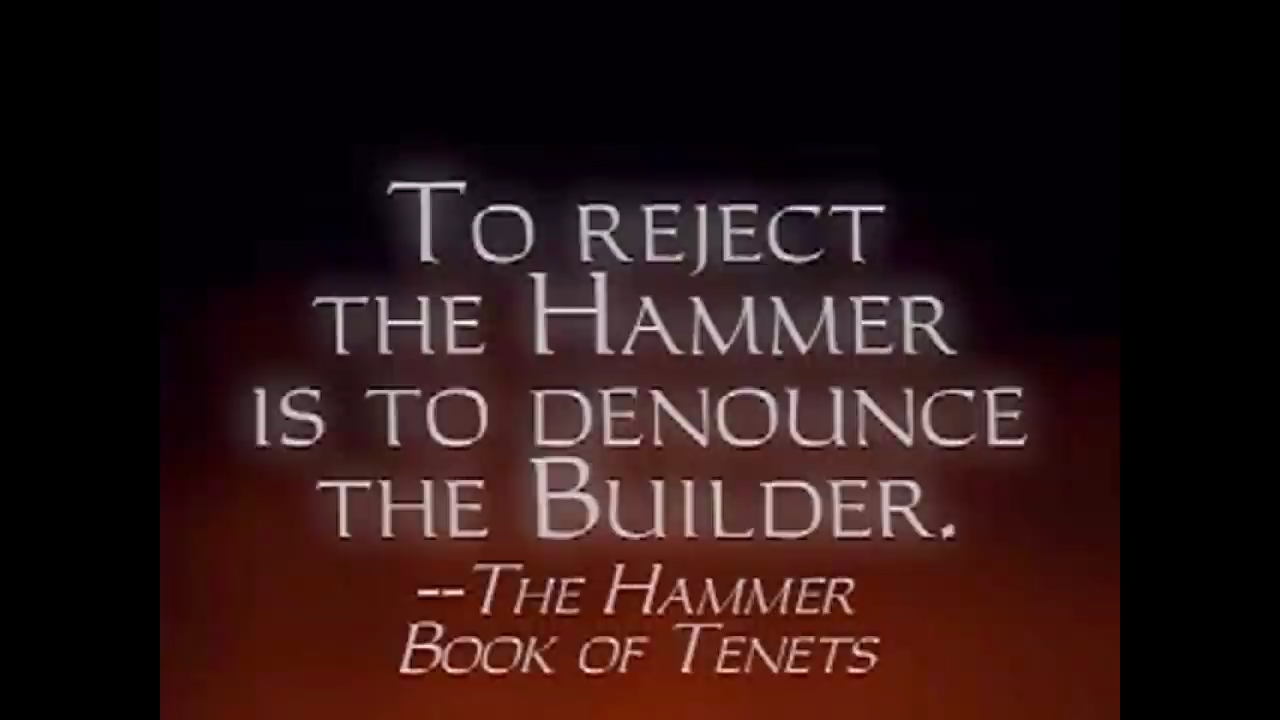 To reject
the Hammer
is to denounce
the Builder.
--The Hammer
Book of Tenets